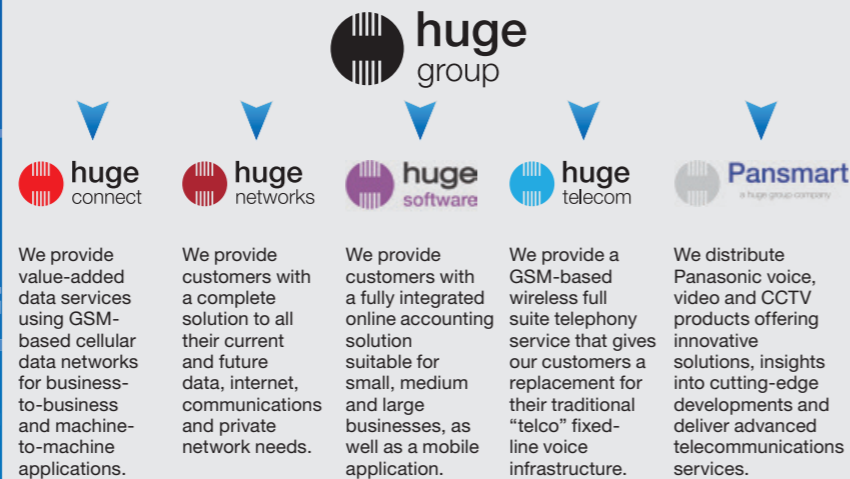 huge
group
huge
connect
huge
networks
huge
software
huge
telecom
Pansmart
a huge group company
We provide
value-added
data services
using GSM-
based cellular
data networks
for business-
to-business
and machine-
to-machine
applications.
We provide
customers with
a complete
solution to all
their current
and future
data, internet,
communications
and private
network needs.
We provide
customers with
a fully integrated
online accounting
solution
suitable for
small, medium
and large
businesses, as
well as a mobile
application.
We provide a
GSM-based
wireless full
suite telephony
service that gives
our customers a
replacement for
their traditional
“telco” fixed-
line voice
infrastructure.
We distribute
Panasonic voice,
video and CCTV
products offering
innovative
solutions, insights
into cutting-edge
developments and
deliver advanced
telecommunications
services.